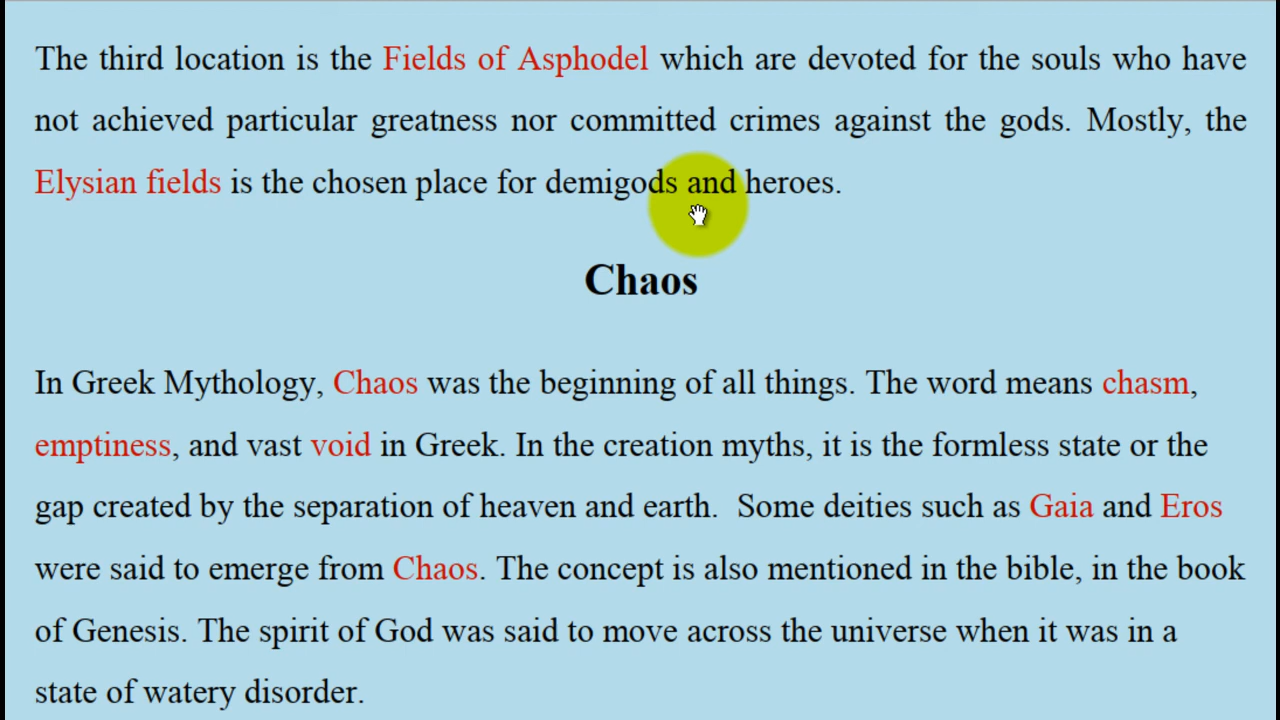 The third location is the Fields of Asphodel which are devoted for the souls who have
not achieved particular greatness nor committed crimes against the gods. Mostly, the
Elysian fields is the chosen place for demigods and heroes.
Chaos
In Greek Mythology, Chaos was the beginning of all things. The word means chasm,
emptiness, and vast void in Greek. In the creation myths, it is the formless state or the
gap created by the separation of heaven and earth.  Some deities such as Gaia and Eros
were said to emerge from Chaos. The concept is also mentioned in the bible, in the book
of Genesis. The spirit of God was said to move across the universe when it was in a
state of watery disorder.